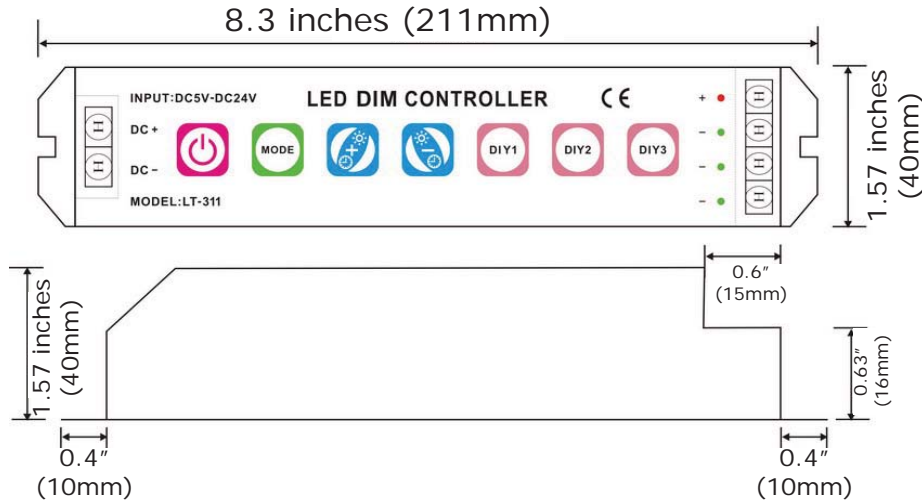 8.3 inches (211mm)
INPUT:DC5V-DC24V
LED DIM CONTROLLER
CE
DC +
DC −
MODE
+
−
DIY1
DIY2
DIY3
MODEL:LT-311
+
−
−
−
H
H
H
H
H
H
1.57 inches
(40mm)
1.57 inches
(40mm)
0.6"
(15mm)
0.63"
(16mm)
0.4"
(10mm)
0.4"
(10mm)